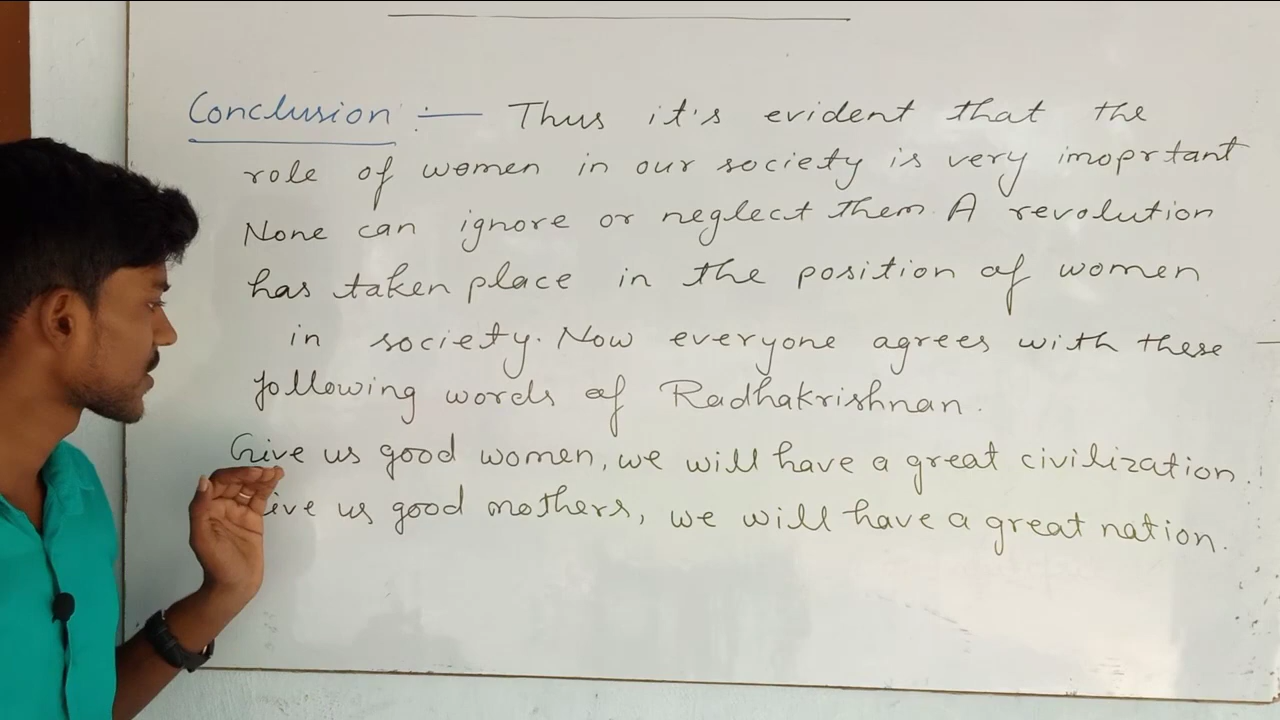 Conclusion :— Thus it's evident that the
role of women in our society is very imoprtant
None can ignore or neglect them. A revolution
has taken place in the position of women
in society. Now everyone agrees with these —
following words of Radhakrishnan.
Give us good women, we will have a great civilization.
ive us good mothers, we will have a great nation.